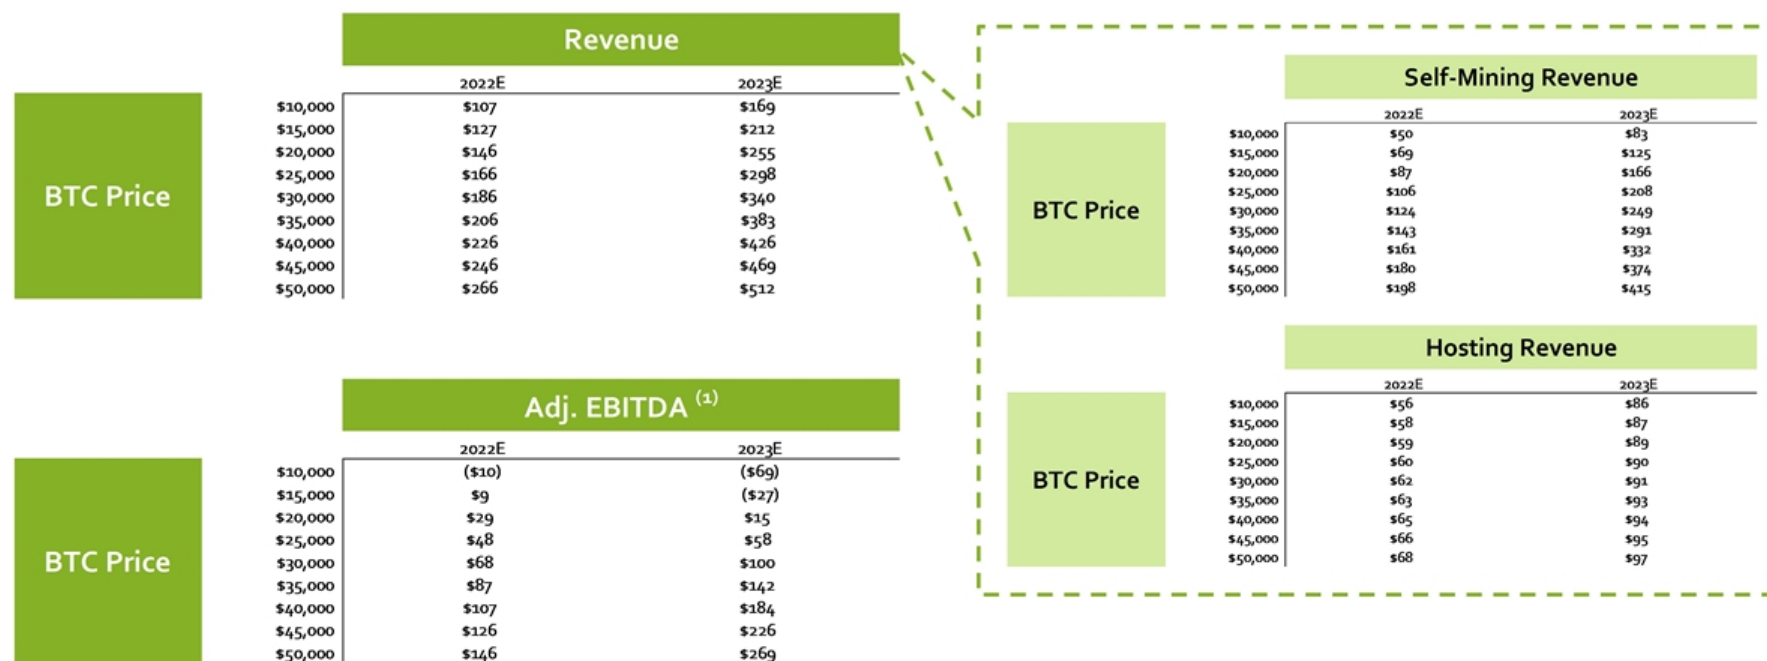 Revenue
2022E 2023E
BTC Price
$10,000 $107 $169
$15,000 $127 $212
$20,000 $146 $255
$25,000 $166 $298
$30,000 $186 $340
$35,000 $206 $383
$40,000 $226 $426
$45,000 $246 $469
$50,000 $266 $512
Adj. EBITDA (1)
2022E 2023E
BTC Price
$10,000 ($10) ($69)
$15,000 $9 ($27)
$20,000 $29 $15
$25,000 $48 $58
$30,000 $68 $100
$35,000 $87 $142
$40,000 $107 $184
$45,000 $126 $226
$50,000 $146 $269
Self-Mining Revenue
2022E 2023E
BTC Price
$10,000 $50 $83
$15,000 $69 $125
$20,000 $87 $166
$25,000 $106 $208
$30,000 $124 $249
$35,000 $143 $291
$40,000 $161 $332
$45,000 $180 $374
$50,000 $198 $415
Hosting Revenue
2022E 2023E
BTC Price
$10,000 $56 $86
$15,000 $58 $87
$20,000 $59 $89
$25,000 $60 $90
$30,000 $62 $91
$35,000 $63 $93
$40,000 $65 $94
$45,000 $66 $95
$50,000 $68 $97